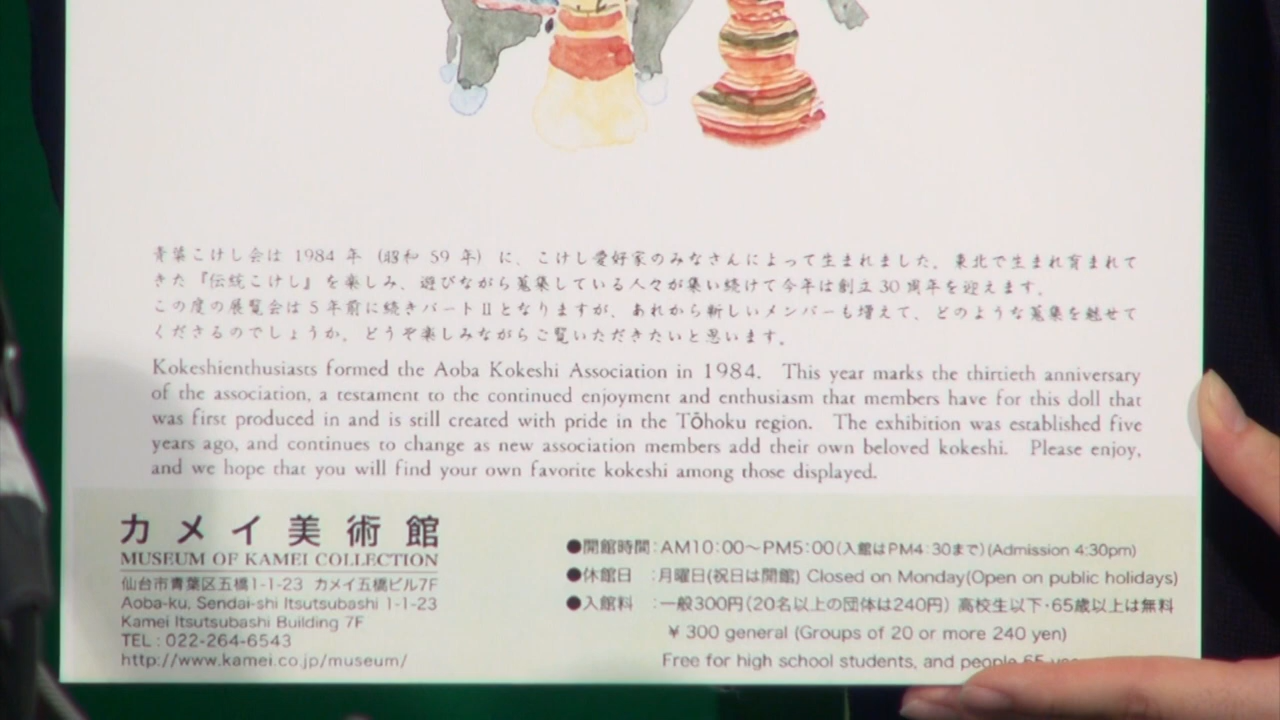 青葉こけし会は 1984 年 (昭和 59 年) に、こけし愛好家のみなさんによって生まれました。東北で生まれ育まれて
きた『伝統こけし』を楽しみ、遊びながら蒐集している人々が集い続けて今年は創立 30 周年を迎えます。
この度の展覧会は 5 年前に続きパート II となりますが、あれから新しいメンバーも増えて、どのような蒐集を魅せて
くださるのでしょうか。どうぞ楽しみながらご覧いただきたいと思います。
Kokeshienthusiasts formed the Aoba Kokeshi Association in 1984. This year marks the thirtieth anniversary
of the association, a testament to the continued enjoyment and enthusiasm that members have for this doll that
was first produced in and is still created with pride in the Tōhoku region. The exhibition was established five
years ago, and continues to change as new association members add their own beloved kokeshi. Please enjoy,
and we hope that you will find your own favorite kokeshi among those displayed.
カメイ美術館
MUSEUM OF KAMEI COLLECTION
仙台市青葉区五橋1-1-23 カメイ五橋ビル7F
Aoba-ku, Sendai-shi Itsutsubashi 1-1-23
Kamei Itsutsubashi Building 7F
TEL : 022-264-6543
http://www.kamei.co.jp/museum/
●開館時間：AM10：00～PM5：00（入館はPM4：30まで）(Admission 4:30pm)
●休館日 ：月曜日(祝日は開館) Closed on Monday(Open on public holidays)
●入館料 ：一般300円（20名以上の団体は240円） 高校生以下・65歳以上は無料
¥ 300 general (Groups of 20 or more 240 yen)
Free for high school students, and people 65